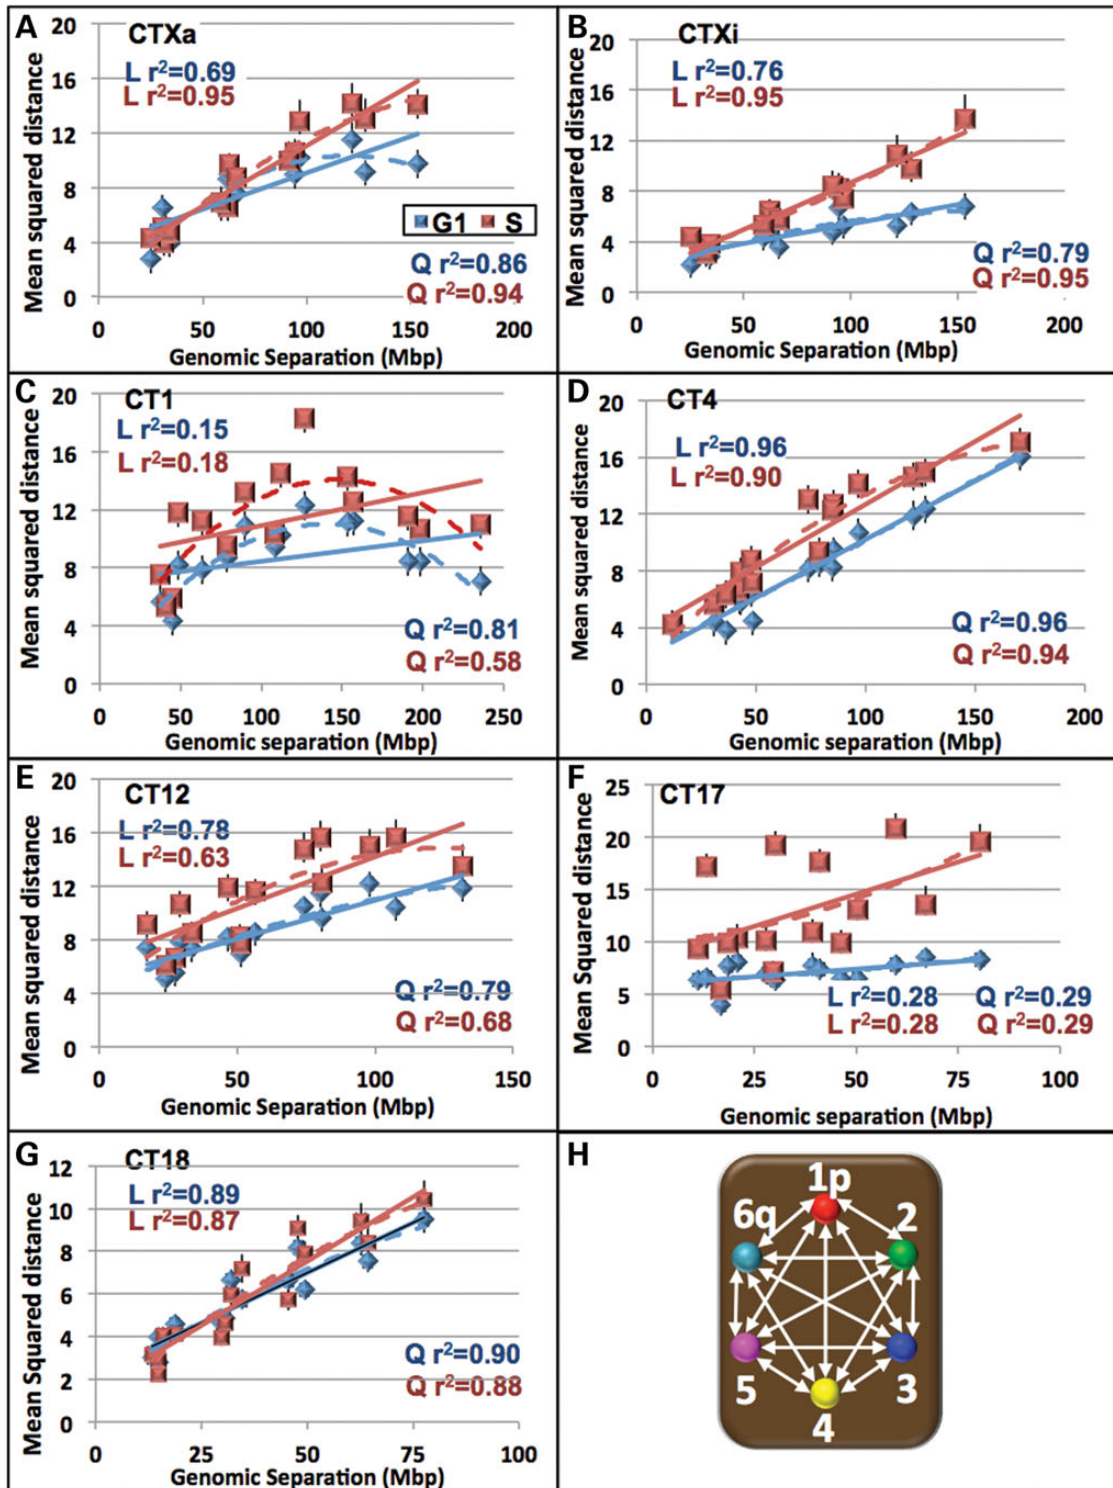 A
CTXa
L r²=0.69
L r²=0.95
G1 S
Q r²=0.86
Q r²=0.94
Mean squared distance
20
16
12
8
4
0
0 50 100 150 200
Genomic Separation (Mbp)
B
CTXi
L r²=0.76
L r²=0.95
Q r²=0.79
Q r²=0.95
Mean squared distance
20
16
12
8
4
0
0 50 100 150 200
Genomic Separation (Mbp)
C
CT1
L r²=0.15
L r²=0.18
Q r²=0.81
Q r²=0.58
Mean squared distance
20
16
12
8
4
0
0 50 100 150 200 250
Genomic separation (Mbp)
D
CT4
L r²=0.96
L r²=0.90
Q r²=0.96
Q r²=0.94
Mean squared distance
20
16
12
8
4
0
0 50 100 150 200
Genomic separation (Mbp)
E
CT12
L r²=0.78
L r²=0.63
Q r²=0.79
Q r²=0.68
Mean squared distance
20
16
12
8
4
0
0 50 100 150
Genomic Separation (Mbp)
F
CT17
L r²=0.28 Q r²=0.29
L r²=0.28 Q r²=0.29
Mean Squared distance
25
20
15
10
5
0
0 25 50 75 100
Genomic separation (Mbp)
G
CT18
L r²=0.89
L r²=0.87
Q r²=0.90
Q r²=0.88
Mean Squared distance
12
10
8
6
4
2
0
0 25 50 75 100
Genomic Separation (Mbp)
H
1p
6q 2
5 3
4